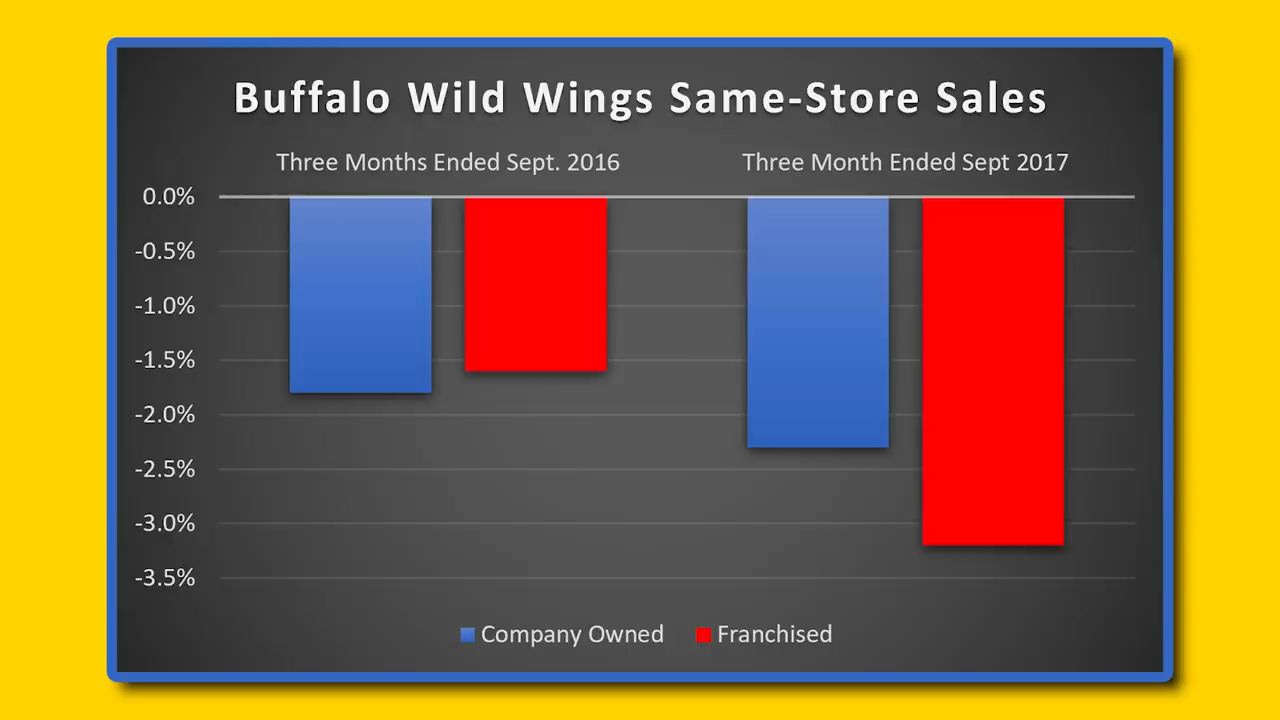 Buffalo Wild Wings Same-Store Sales
Three Months Ended Sept. 2016
Three Month Ended Sept 2017
0.0%
-0.5%
-1.0%
-1.5%
-2.0%
-2.5%
-3.0%
-3.5%
Company Owned
Franchised